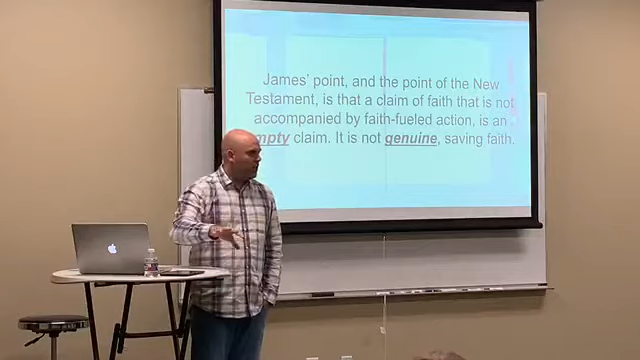 James' point, and the point of the New
Testament, is that a claim of faith that is not
accompanied by faith-fueled action, is an
mpty claim. It is not genuine, saving faith.